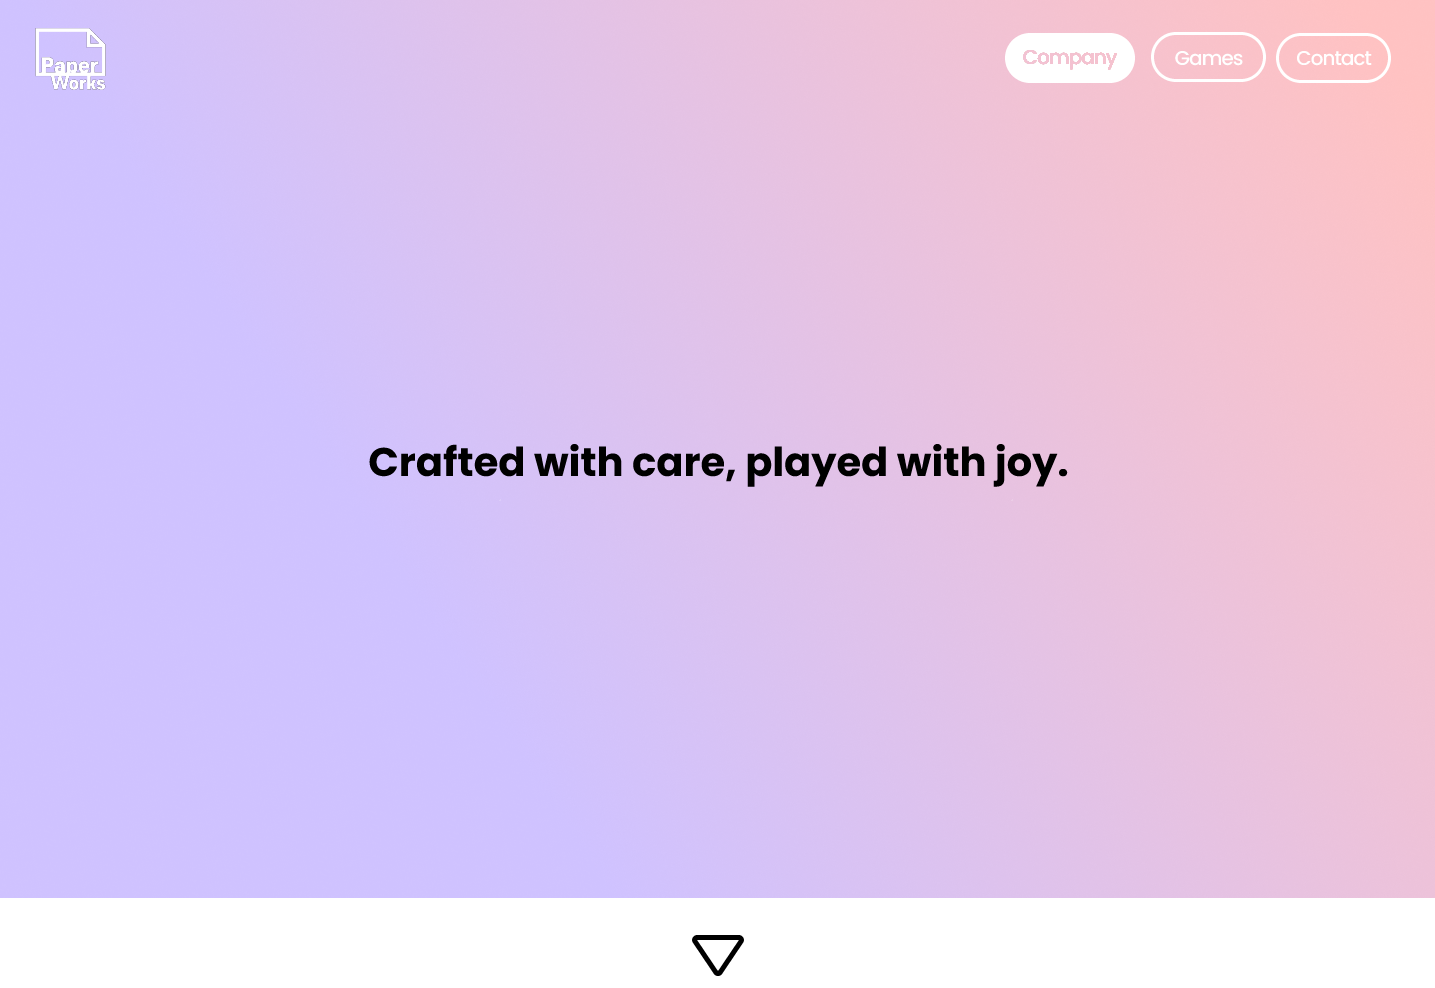 Paper
Works
Company
Games
Contact
Crafted with care, played with joy.